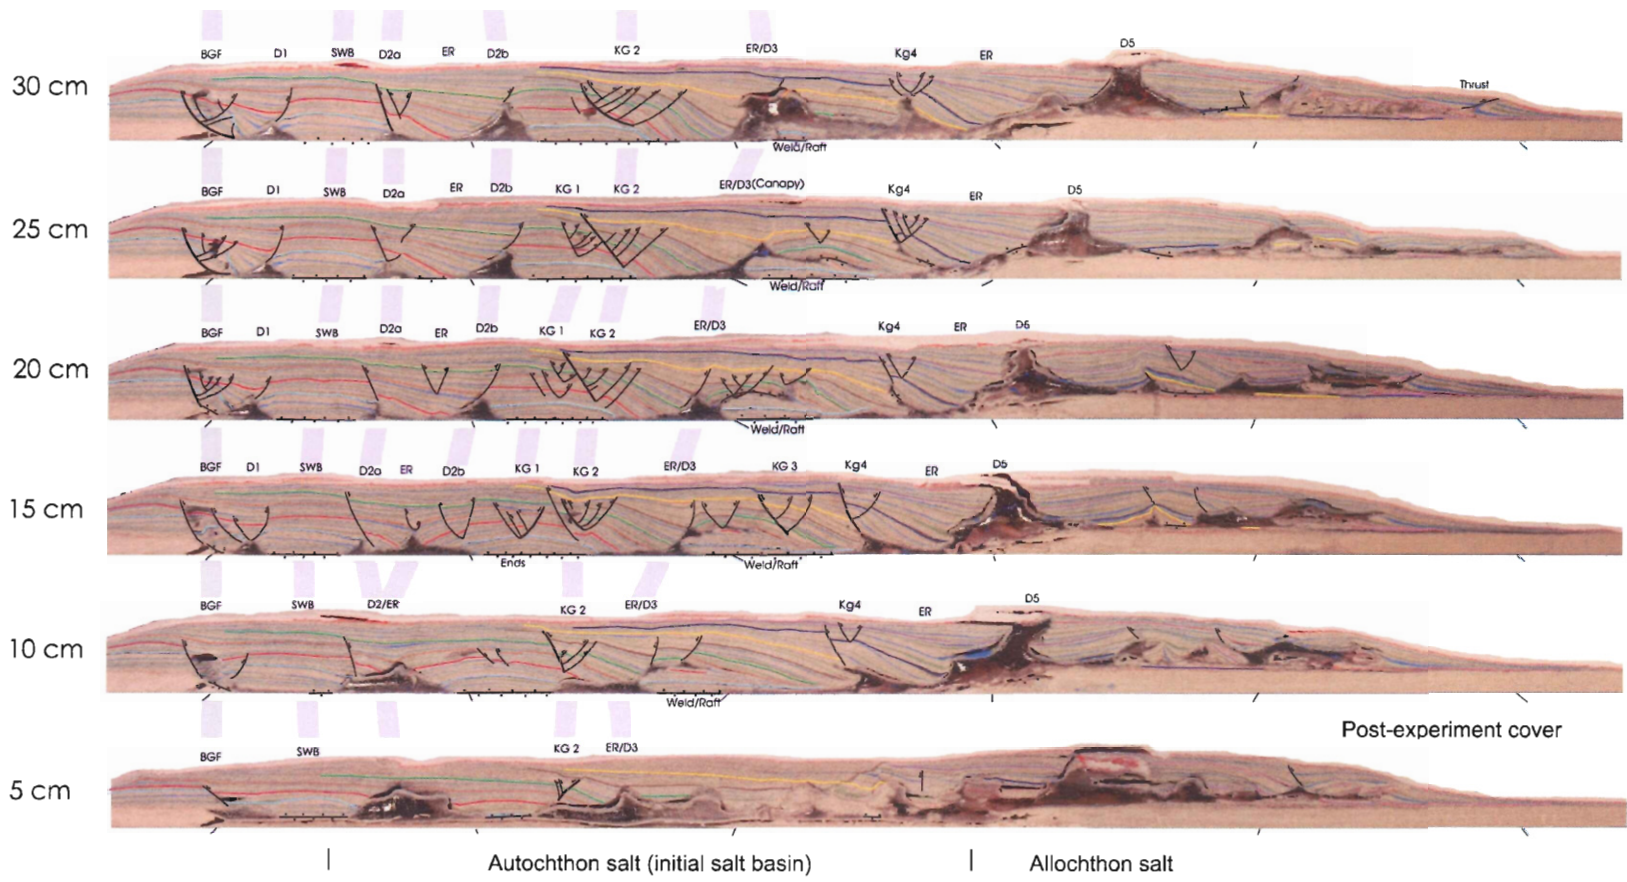 BGF D1 SWB D2a ER D2b KG 2 ER/D3 Kg4 ER D5
30 cm
Thrust
Weld/Raft
BGF D1 SWB D2a ER D2b KG 1 KG 2 ER/D3(Canopy) Kg4 ER D5
25 cm
Weld/Raft
BGF D1 SWB D2a ER D2b KG 1 KG 2 ER/D3 Kg4 ER D6
20 cm
Weld/Raft
BGF D1 SWB D2a ER D2b KG 1 KG 2 ER/D3 KG 3 Kg4 ER D5
15 cm
Ends Weld/Raft
BGF SWB D2/ER KG 2 ER/D3 Kg4 ER D5
10 cm
Weld/Raft
Post-experiment cover
BGF SWB KG 2 ER/D3
5 cm
Autochthon salt (initial salt basin) Allochthon salt